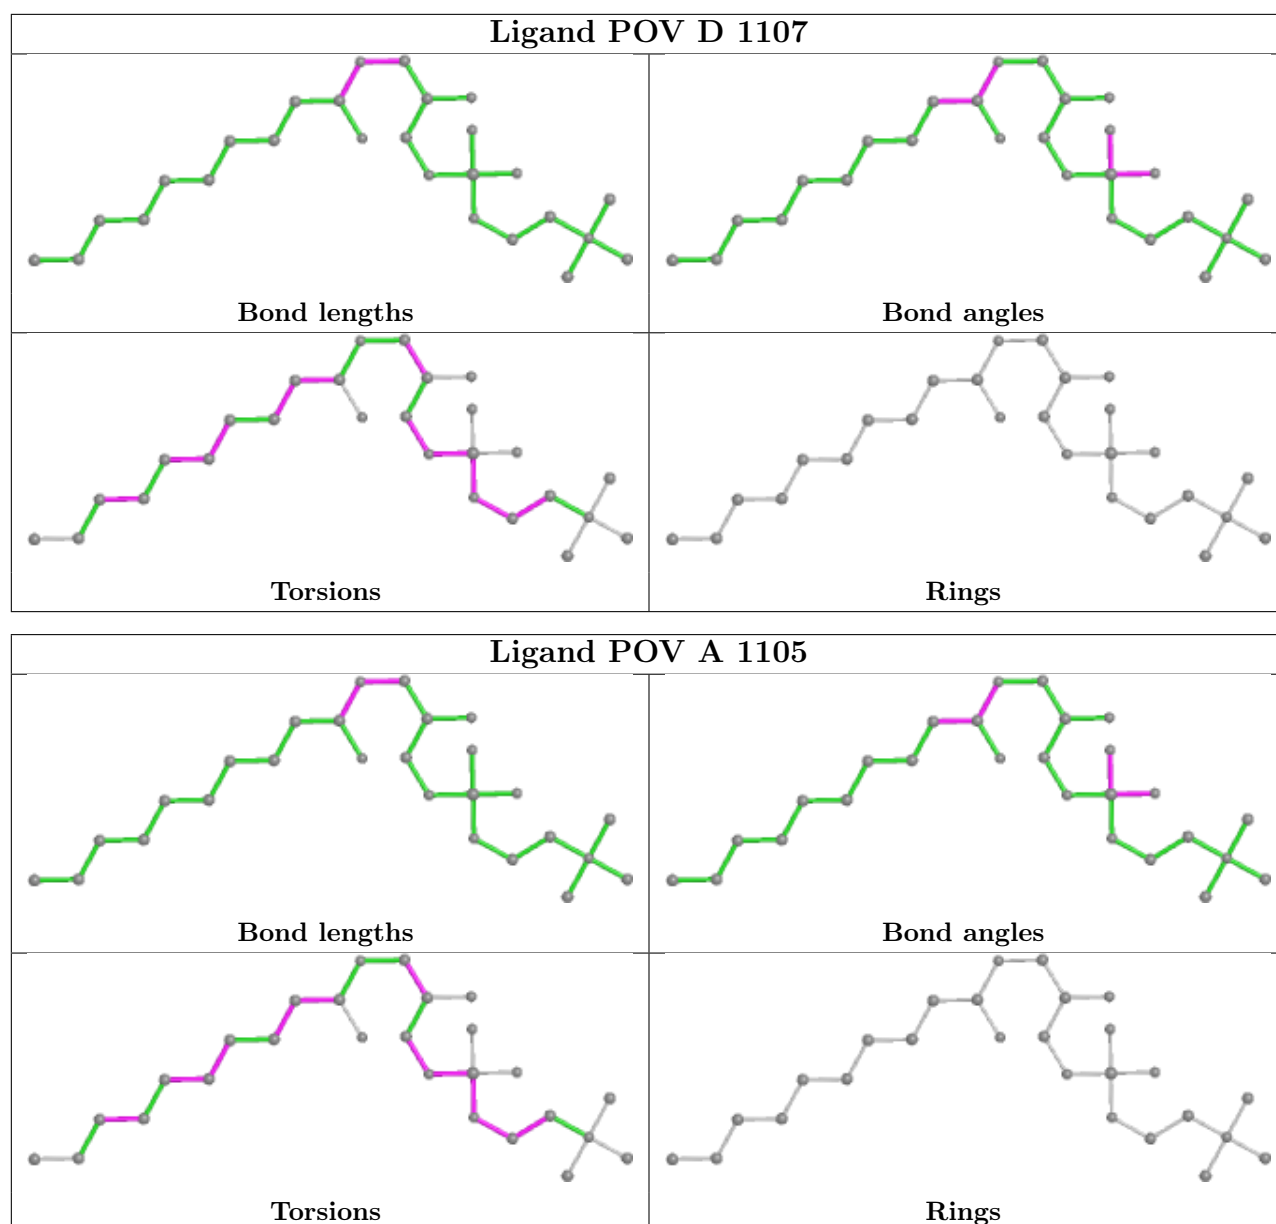 Ligand POV D 1107
Bond lengths
Bond angles
Torsions
Rings
Ligand POV A 1105
Bond lengths
Bond angles
Torsions
Rings